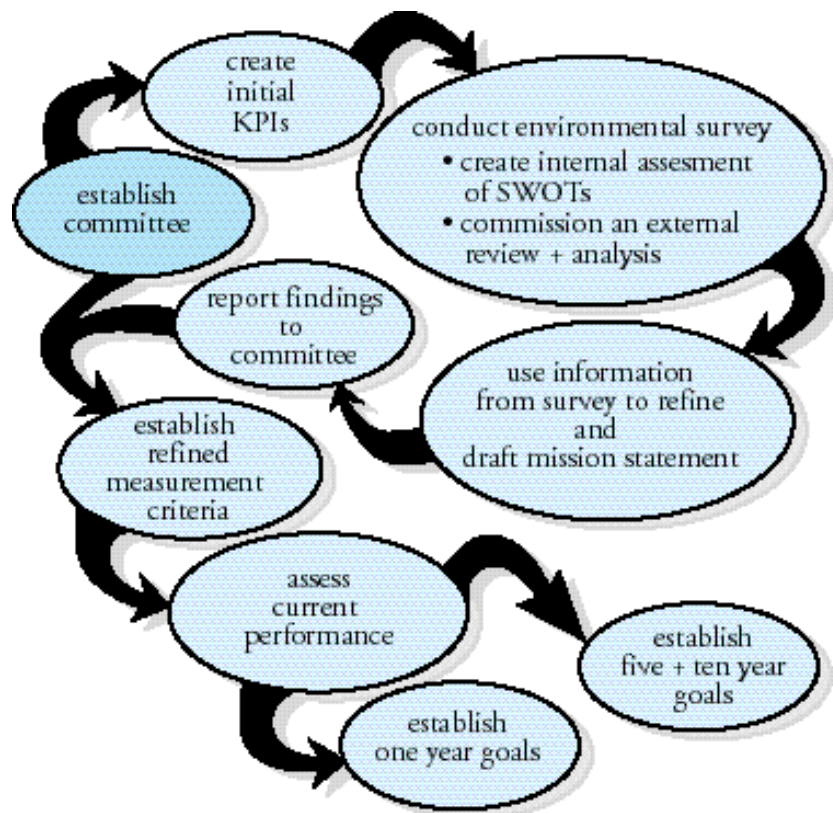 create
initial
KPIs
conduct environmental survey
• create internal assesment
of SWOTs
• commission an external
review + analysis
establish
committee
report findings
to
committee
use information
from survey to refine
and
draft mission statement
establish
refined
measurement
criteria
assess
current
performance
establish
five + ten year
goals
establish
one year goals